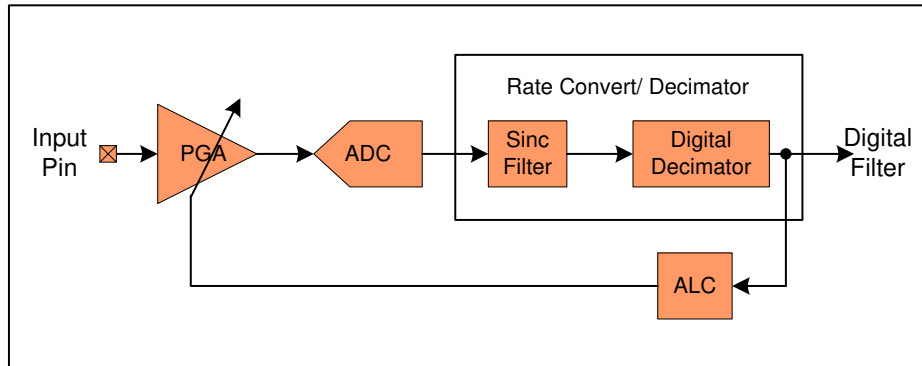 Rate Convert/ Decimator
Input
Pin
PGA
ADC
Sinc
Filter
Digital
Decimator
Digital
Filter
ALC